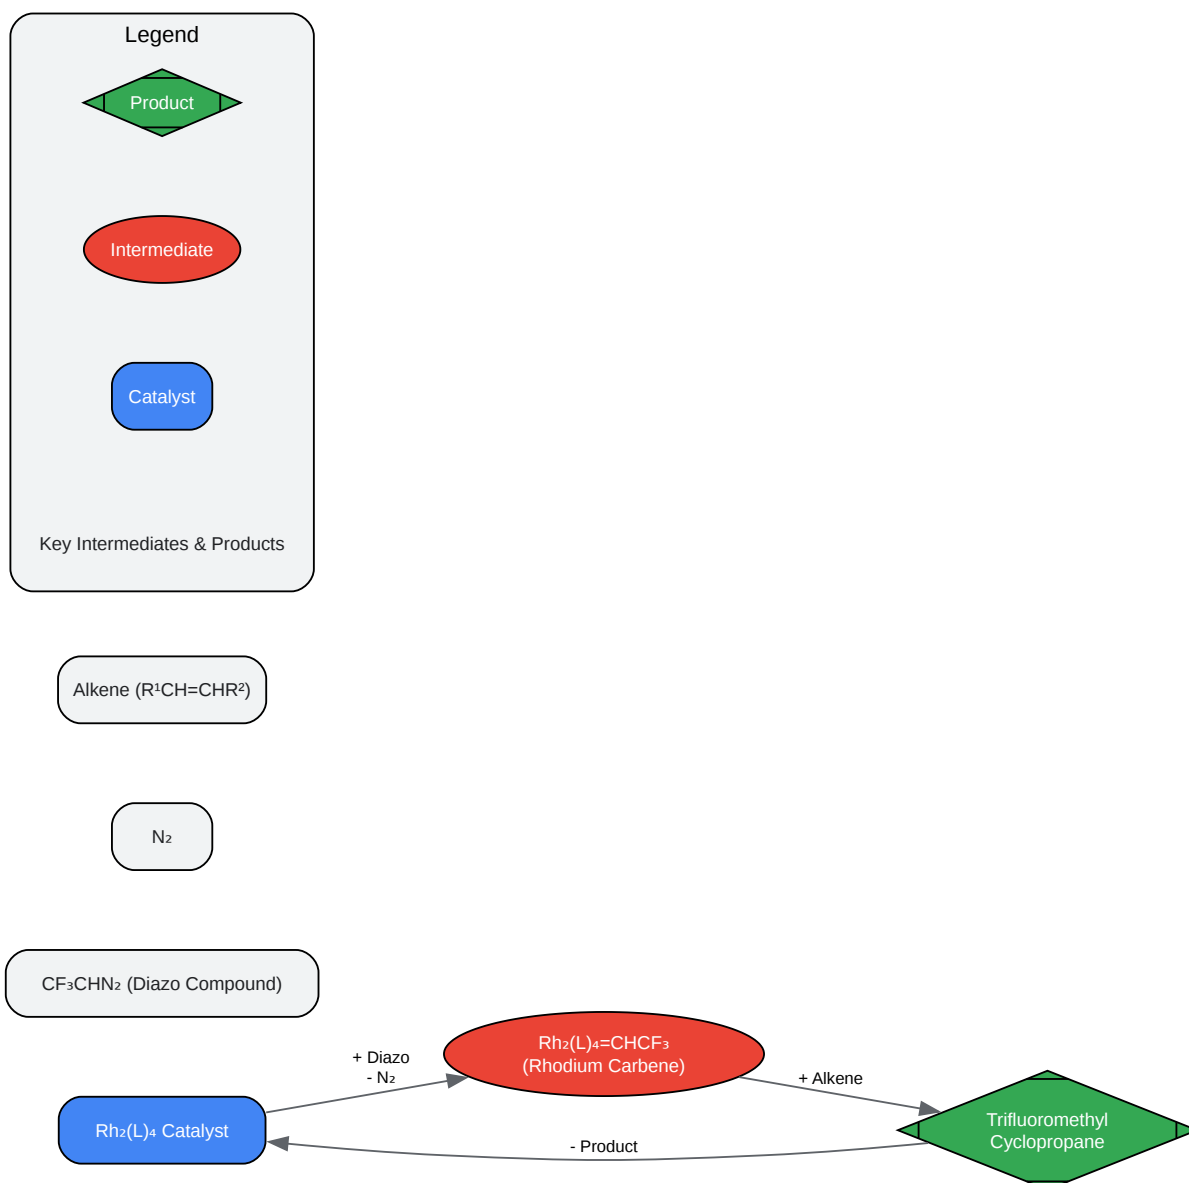 Legend
Product
Intermediate
Catalyst
Key Intermediates & Products
Alkene (R¹CH=CHR²)
N₂
CF₃CHN₂ (Diazo Compound)
+ Diazo
- N₂
Rh₂(L)₄=CHCF₃
(Rhodium Carbene)
+ Alkene
Rh₂(L)₄ Catalyst
- Product
Trifluoromethyl
Cyclopropane